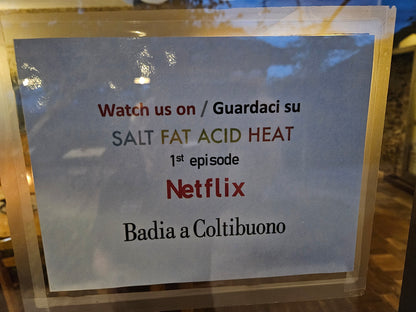 Watch us on / Guardaci su
SALT FAT ACID HEAT
1st episode
Netflix
Badia a Coltibuono